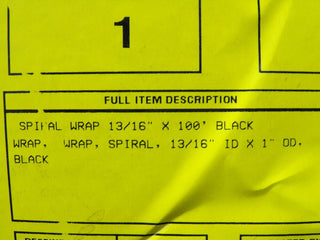 1
FULL ITEM DESCRIPTION
SPIRAL WRAP 13/16" X 100' BLACK
WRAP, WRAP, SPIRAL, 13/16" ID X 1" OD,
BLACK